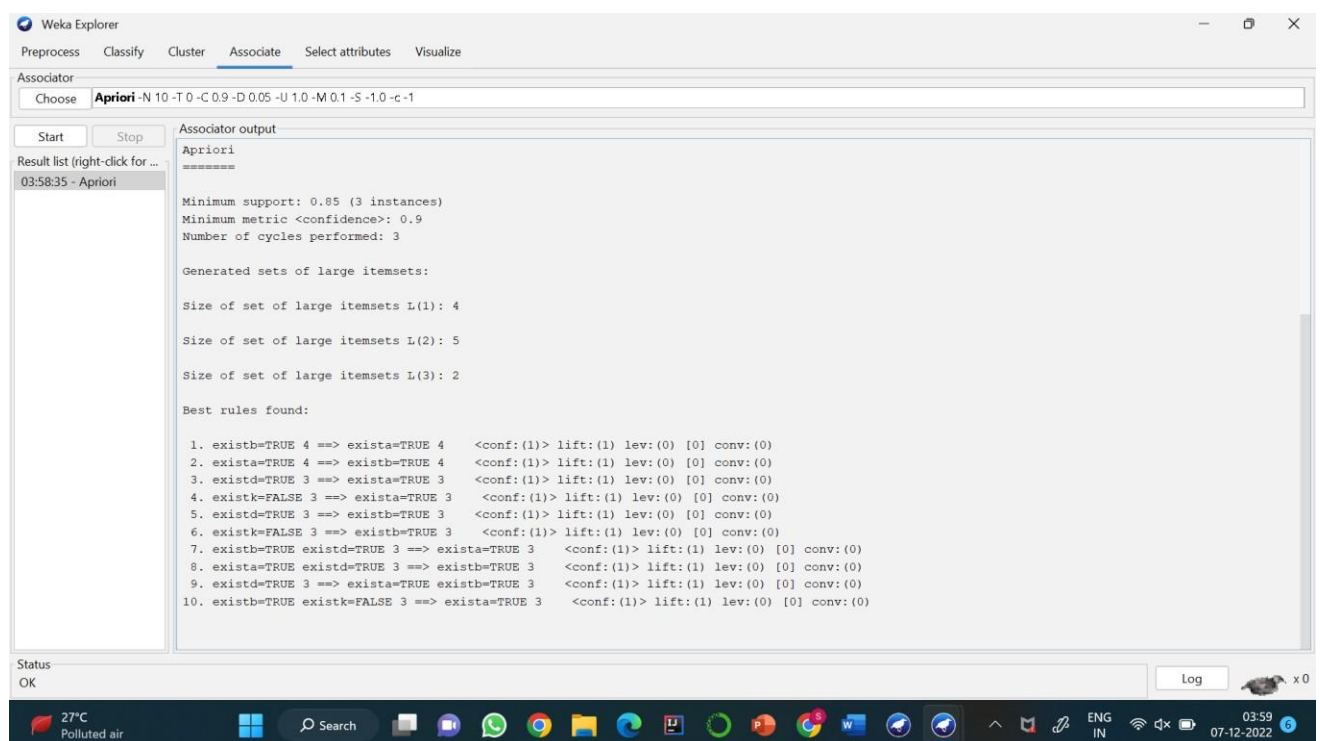 Weka Explorer
Preprocess Classify Cluster Associate Select attributes Visualize
Associator
Choose Apriori -N 10 -T 0 -C 0.9 -D 0.05 -U 1.0 -M 0.1 -S -1.0 -c -1
Start Stop
Result list (right-click for ...
03:58:35 - Apriori
Associator output
Apriori
=======
Minimum support: 0.85 (3 instances)
Minimum metric <confidence>: 0.9
Number of cycles performed: 3
Generated sets of large itemsets:
Size of set of large itemsets L(1): 4
Size of set of large itemsets L(2): 5
Size of set of large itemsets L(3): 2
Best rules found:
1. existb=TRUE 4 ==> exista=TRUE 4 <conf:(1)> lift:(1) lev:(0) [0] conv:(0)
2. exista=TRUE 4 ==> existb=TRUE 4 <conf:(1)> lift:(1) lev:(0) [0] conv:(0)
3. existd=TRUE 3 ==> exista=TRUE 3 <conf:(1)> lift:(1) lev:(0) [0] conv:(0)
4. existk=FALSE 3 ==> exista=TRUE 3 <conf:(1)> lift:(1) lev:(0) [0] conv:(0)
5. existd=TRUE 3 ==> existb=TRUE 3 <conf:(1)> lift:(1) lev:(0) [0] conv:(0)
6. existk=FALSE 3 ==> existb=TRUE 3 <conf:(1)> lift:(1) lev:(0) [0] conv:(0)
7. existb=TRUE existd=TRUE 3 ==> exista=TRUE 3 <conf:(1)> lift:(1) lev:(0) [0] conv:(0)
8. exista=TRUE existd=TRUE 3 ==> existb=TRUE 3 <conf:(1)> lift:(1) lev:(0) [0] conv:(0)
9. existd=TRUE 3 ==> exista=TRUE existb=TRUE 3 <conf:(1)> lift:(1) lev:(0) [0] conv:(0)
10. existb=TRUE existk=FALSE 3 ==> exista=TRUE 3 <conf:(1)> lift:(1) lev:(0) [0] conv:(0)
Status
OK
Log x 0
27°C
Polluted air
Search
ENG
IN
03:59
07-12-2022
6